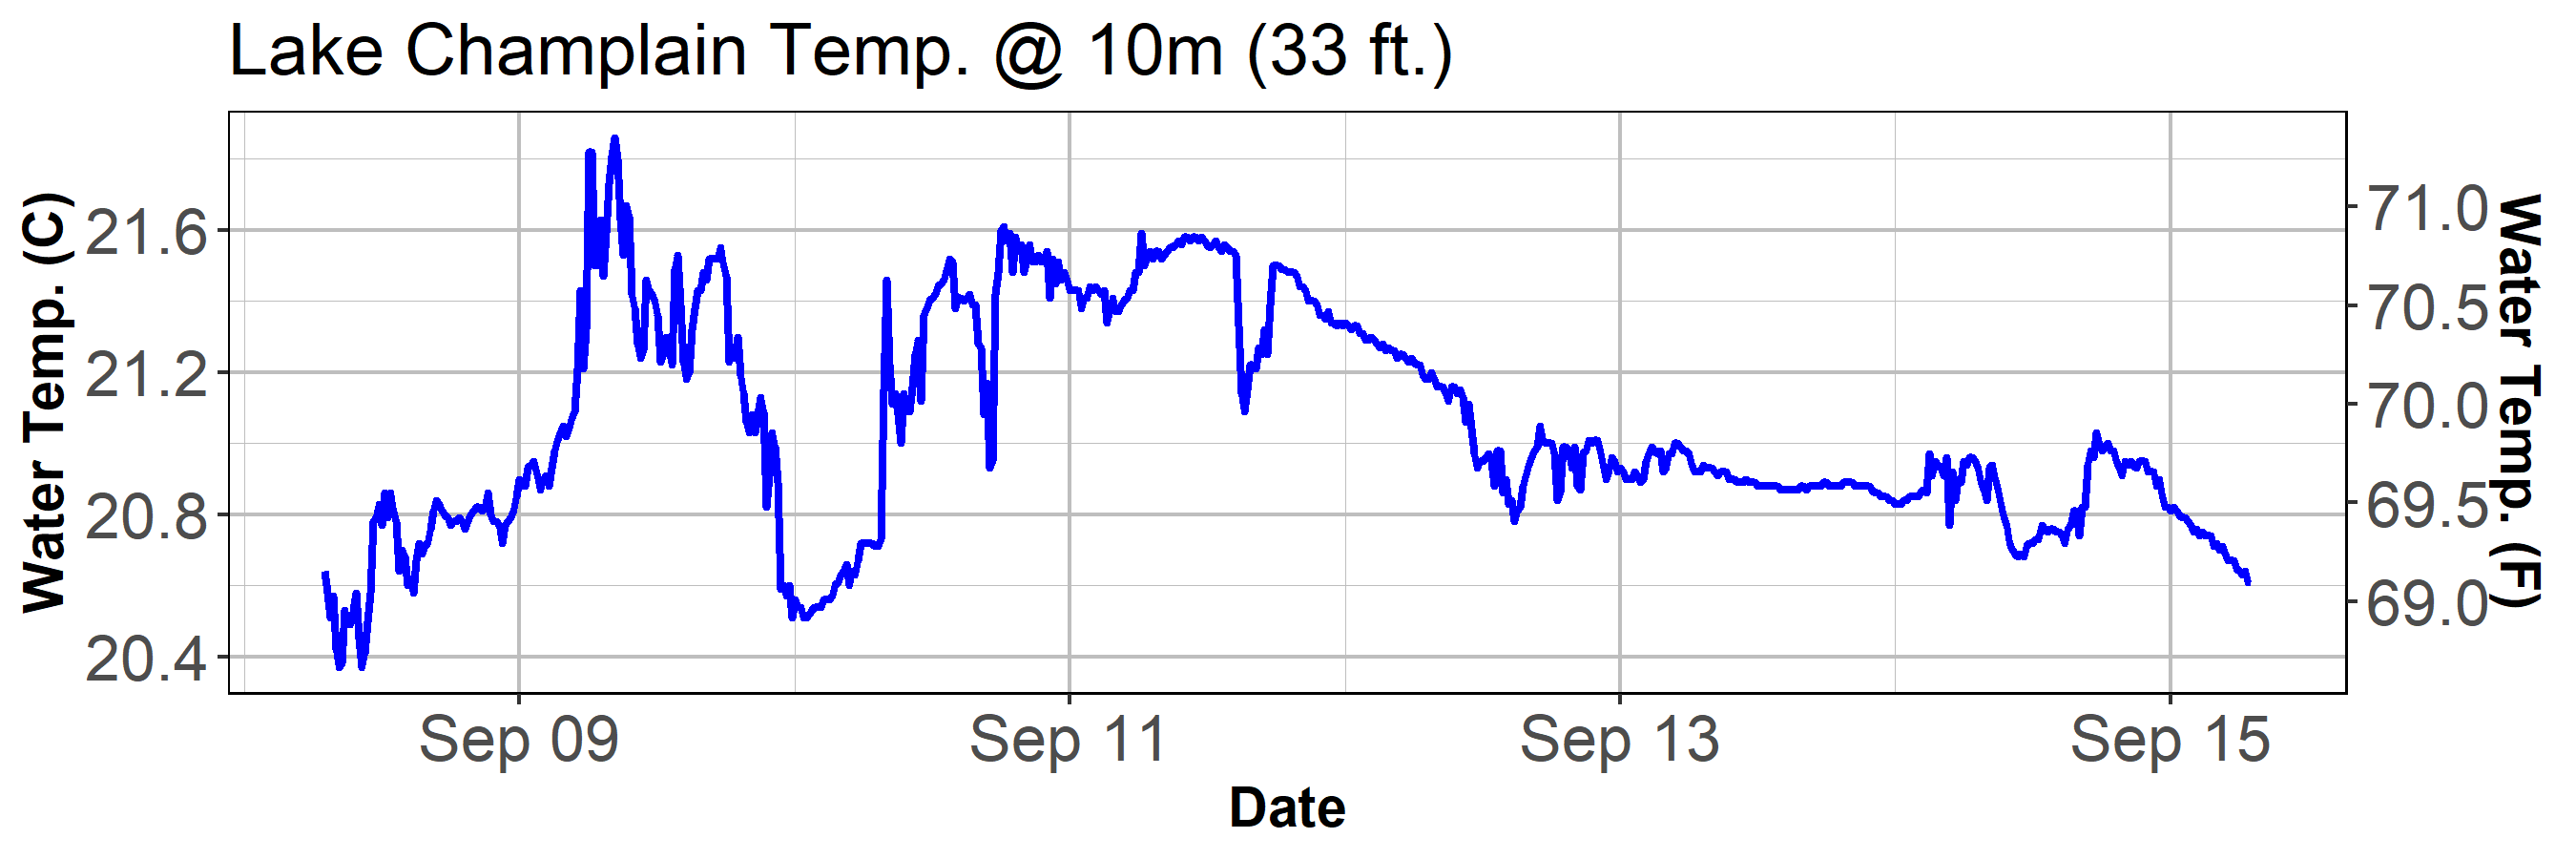 Lake Champlain Temp. @ 10m (33 ft.)
Water Temp. (C)
21.6
21.2
20.8
20.4
71.0
70.5
70.0
69.5
69.0
Water Temp. (F)
Sep 09 Sep 11 Sep 13 Sep 15
Date